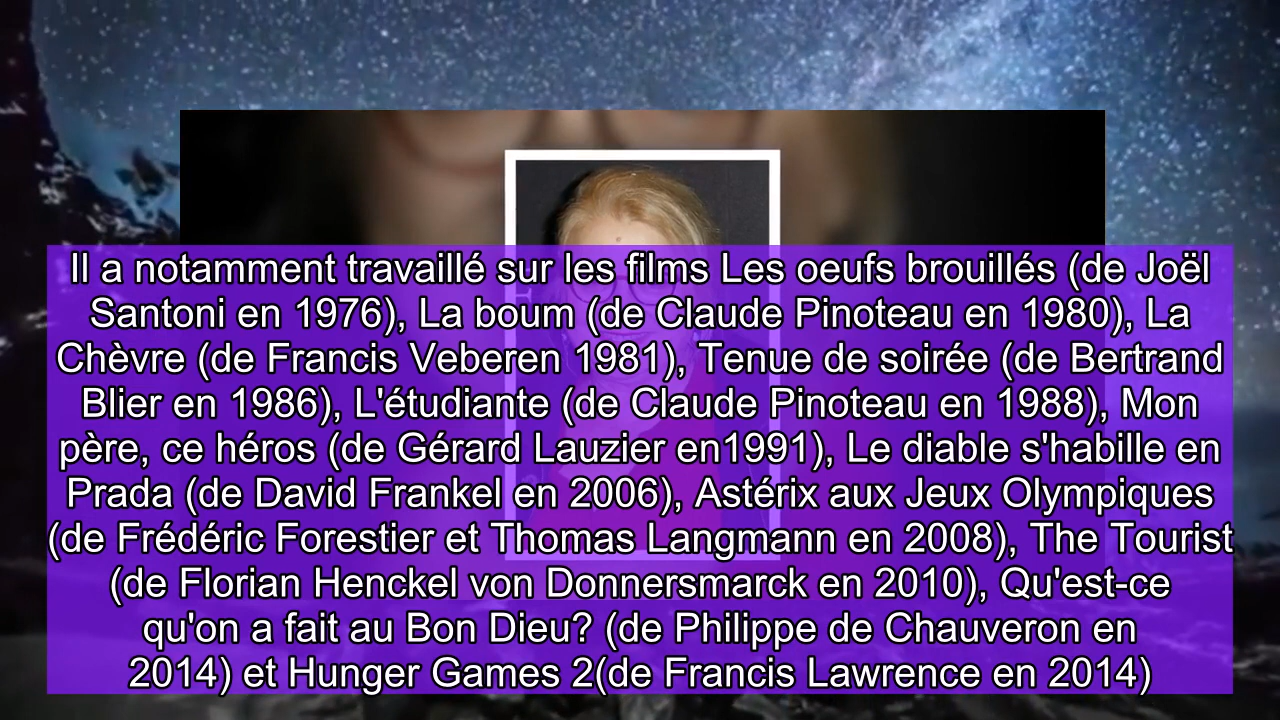 Il a notamment travaillé sur les films Les oeufs brouillés (de Joël
Santoni en 1976), La boum (de Claude Pinoteau en 1980), La
Chèvre (de Francis Veberen 1981), Tenue de soirée (de Bertrand
Blier en 1986), L'étudiante (de Claude Pinoteau en 1988), Mon
père, ce héros (de Gérard Lauzier en1991), Le diable s'habille en
Prada (de David Frankel en 2006), Astérix aux Jeux Olympiques
(de Frédéric Forestier et Thomas Langmann en 2008), The Tourist
(de Florian Henckel von Donnersmarck en 2010), Qu'est-ce
qu'on a fait au Bon Dieu? (de Philippe de Chauveron en
2014) et Hunger Games 2(de Francis Lawrence en 2014)